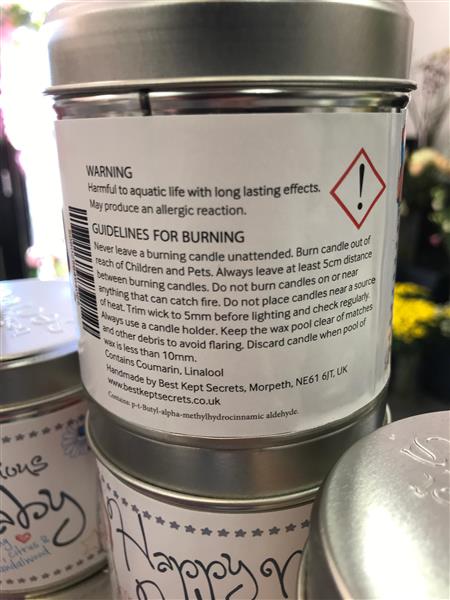 WARNING
Harmful to aquatic life with long lasting effects.
May produce an allergic reaction.
GUIDELINES FOR BURNING
Never leave a burning candle unattended. Burn candle out of
reach of Children and Pets. Always leave at least 5cm distance
between burning candles. Do not burn candles on or near
anything that can catch fire. Do not place candles near a source
of heat. Trim wick to 5mm before lighting and check regularly.
Always use a candle holder. Keep the wax pool clear of matches
and other debris to avoid flaring. Discard candle when pool of
wax is less than 10mm.
Contains Coumarin, Linalool
Handmade by Best Kept Secrets, Morpeth, NE61 6JT, UK
www.bestkeptsecrets.co.uk
Contains: p-t-Butyl-alpha-methylhydrocinnamic aldehyde.
Happy
citrus &